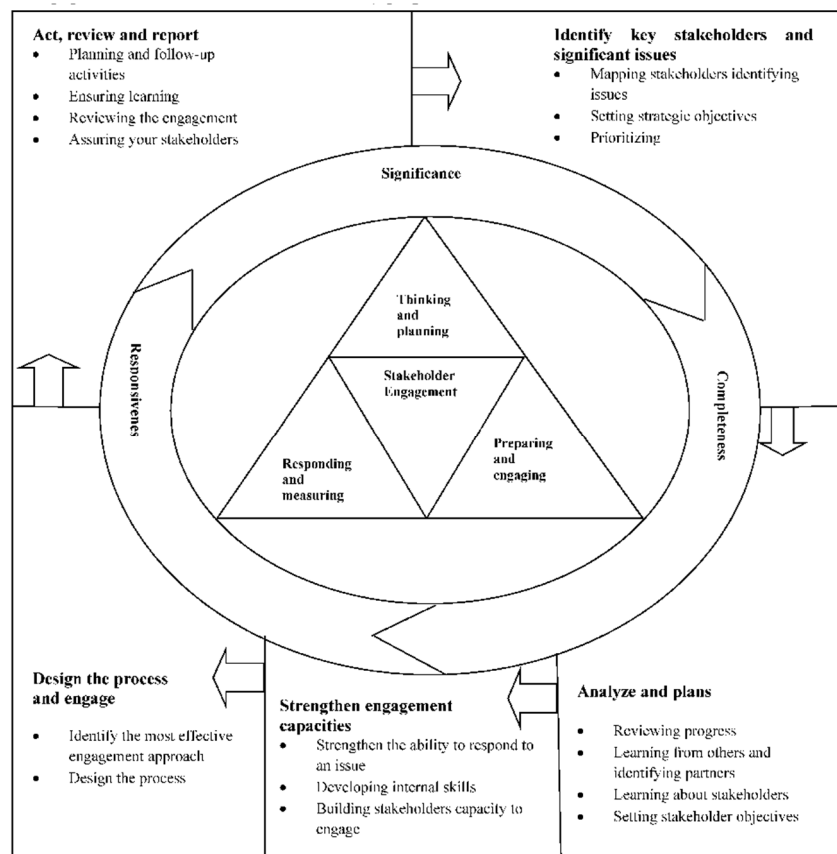 Act, review and report
• Planning and follow-up
activities
• Ensuring learning
• Reviewing the engagement
• Assuring your stakeholders
Identify key stakeholders and
significant issues
• Mapping stakeholders identifying
issues
• Setting strategic objectives
• Prioritizing
Significance
Thinking
and
planning
Stakeholder
Engagement
Responding
and
measuring
Preparing
and
engaging
Responsivenes
Completeness
Design the process
and engage
• Identify the most effective
engagement approach
• Design the process
Strengthen engagement
capacities
• Strengthen the ability to respond to
an issue
• Developing internal skills
• Building stakeholders capacity to
engage
Analyze and plans
• Reviewing progress
• Learning from others and
identifying partners
• Learning about stakeholders
• Setting stakeholder objectives